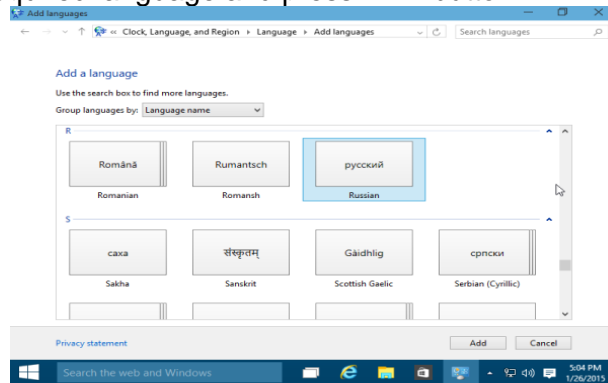 Add languages
« Clock, Language, and Region ▸ Language ▸ Add languages
Search languages
Add a language
Use the search box to find more languages.
Group languages by: Language name
R
Română Rumantsch русский
Romanian Romansh Russian
S
саха संस्कृतम् Gàidhlig српски
Sakha Sanskrit Scottish Gaelic Serbian (Cyrillic)
Privacy statement
Add Cancel
Search the web and Windows
5:04 PM
1/26/2015